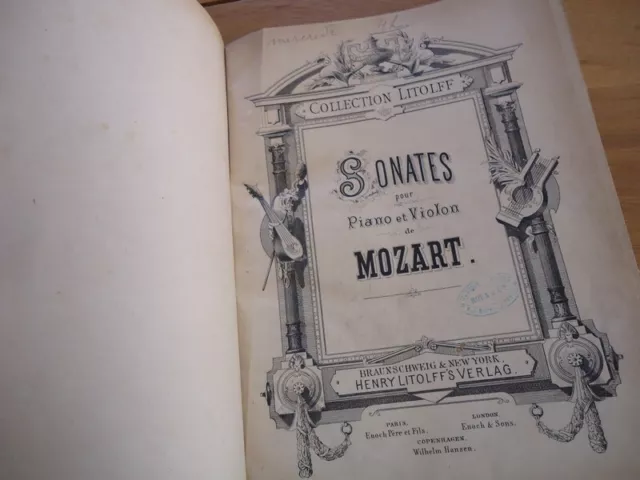 COLLECTION LITOLFF
SONATES
pour
Piano et Violon
de
MOZART.
BRAUNSCHWEIG & NEW YORK.
HENRY LITOLFF'S VERLAG.
PARIS,
Enoch Père et Fils.
LONDON,
Enoch & Sons.
COPENHAGEN,
Wilhelm Hansen.